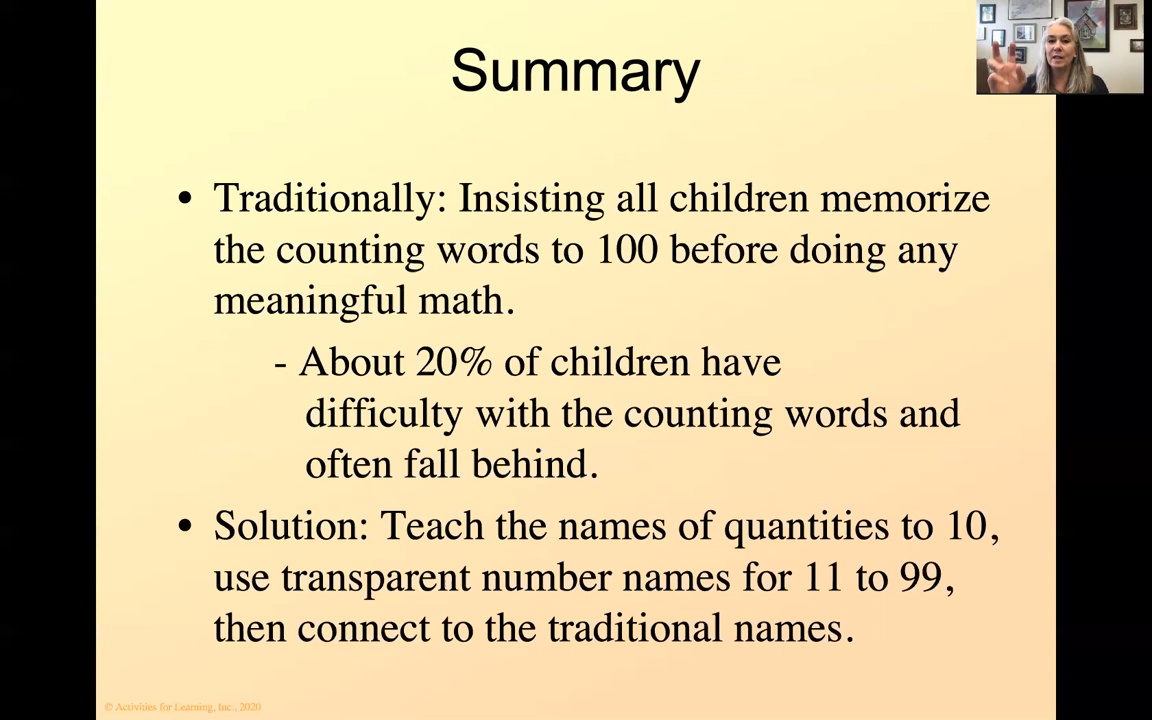 Summary
• Traditionally: Insisting all children memorize
the counting words to 100 before doing any
meaningful math.
- About 20% of children have
difficulty with the counting words and
often fall behind.
• Solution: Teach the names of quantities to 10,
use transparent number names for 11 to 99,
then connect to the traditional names.
© Activities for Learning, Inc., 2020